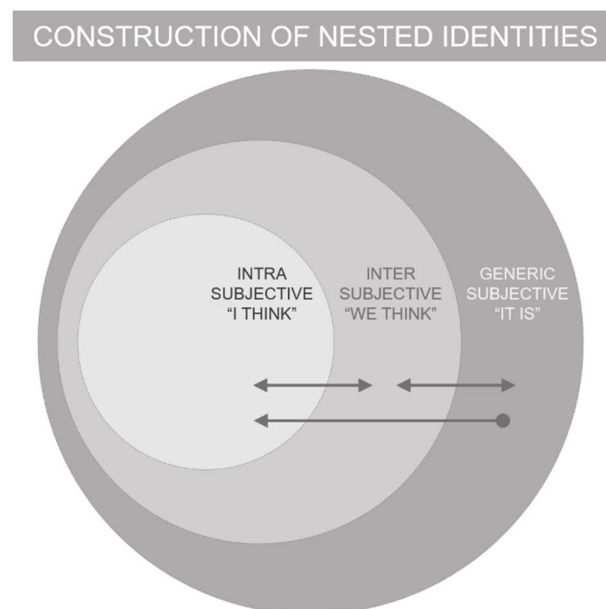 CONSTRUCTION OF NESTED IDENTITIES
INTRA
SUBJECTIVE
“I THINK”
INTER
SUBJECTIVE
“WE THINK”
GENERIC
SUBJECTIVE
“IT IS”